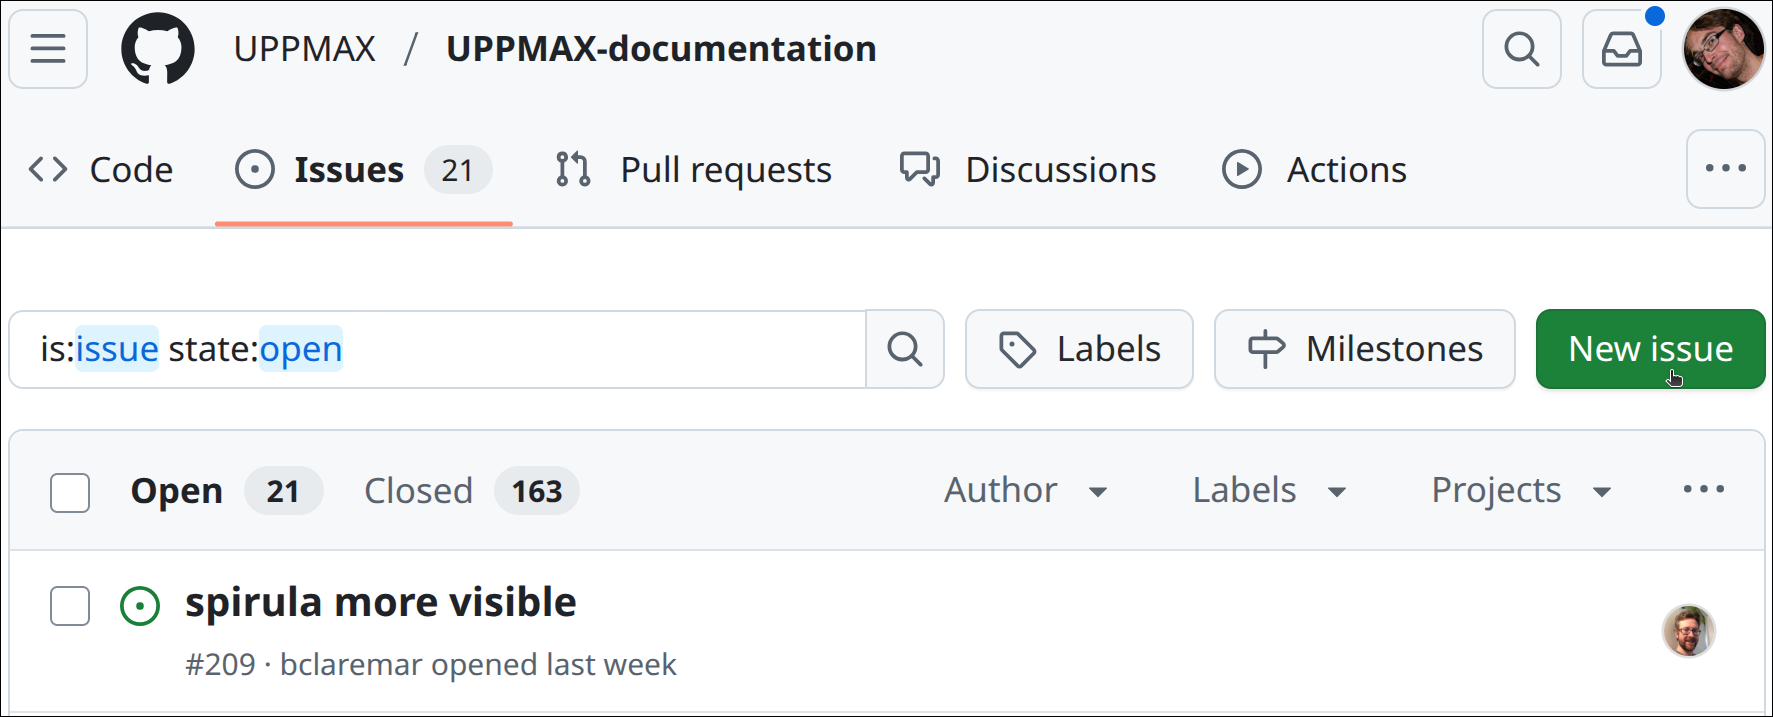 UPPMAX / UPPMAX-documentation
Code Issues 21 Pull requests Discussions Actions
is:issue state:open Labels Milestones New issue
Open 21 Closed 163 Author Labels Projects
spirula more visible
#209 · bclaremar opened last week